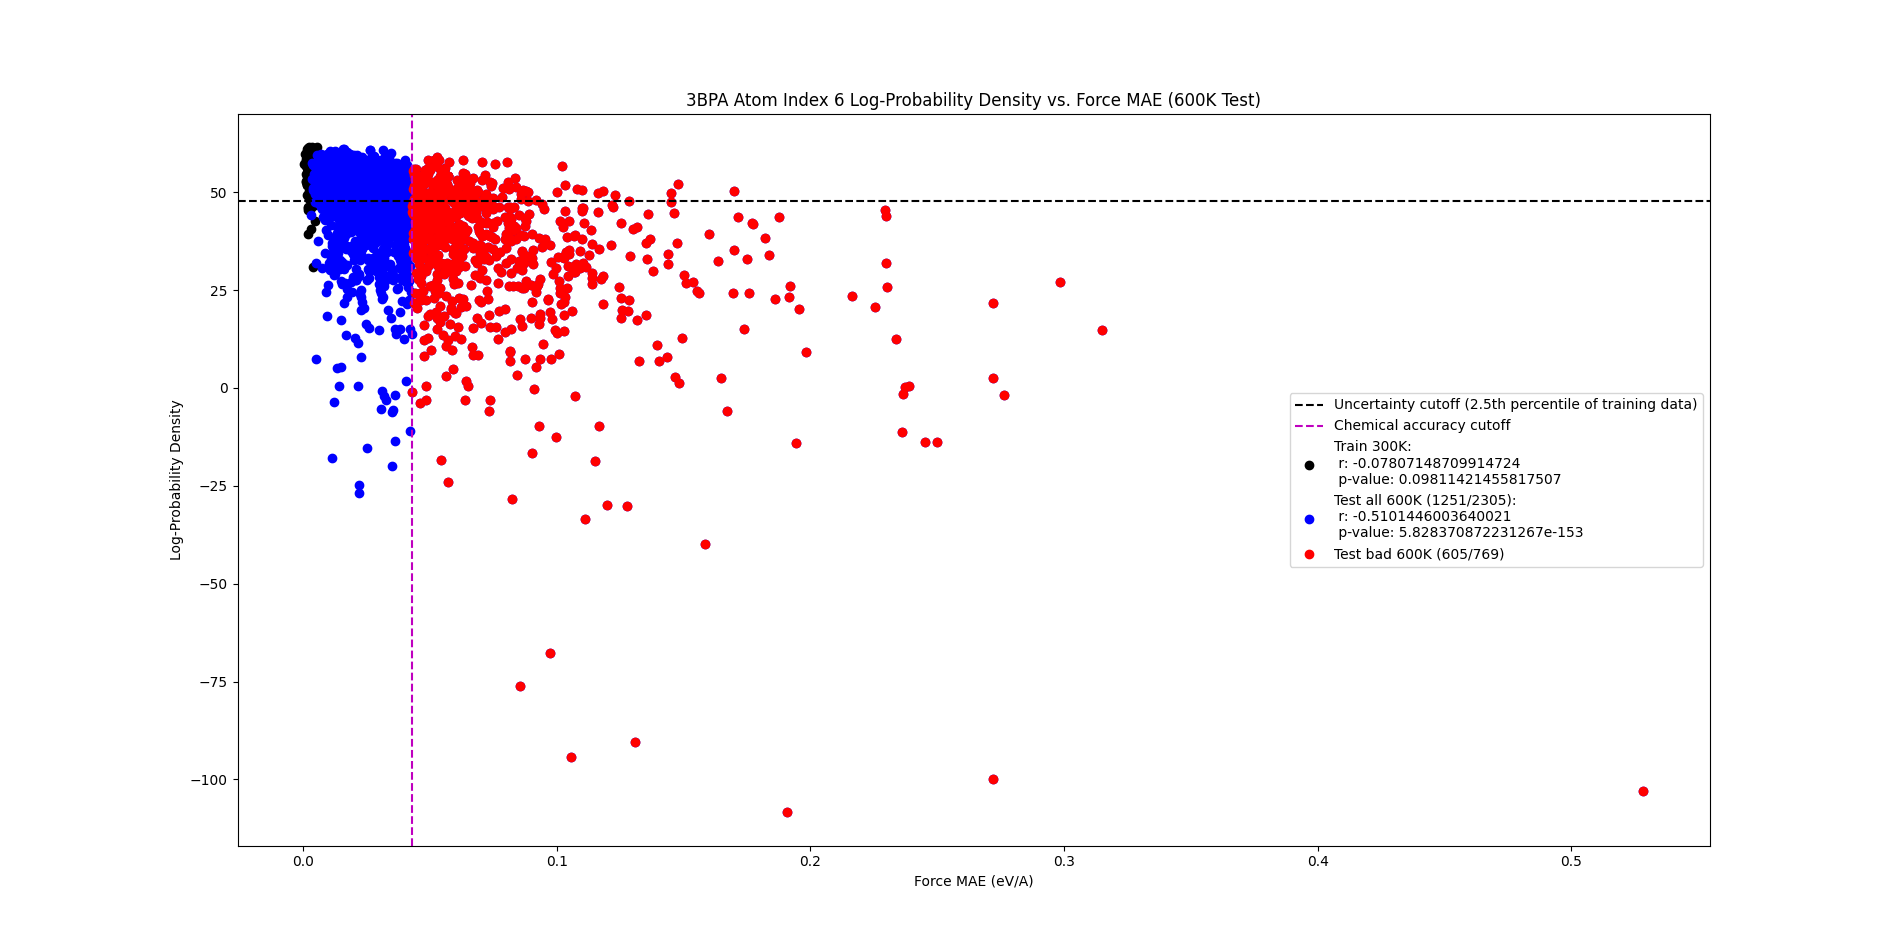 3BPA Atom Index 6 Log-Probability Density vs. Force MAE (600K Test)
50
25
0
−25
−50
−75
−100
Log-Probability Density
Uncertainty cutoff (2.5th percentile of training data)
Chemical accuracy cutoff
Train 300K:
r: -0.07807148709914724
p-value: 0.09811421455817507
Test all 600K (1251/2305):
r: -0.5101446003640021
p-value: 5.828370872231267e-153
Test bad 600K (605/769)
0.0
0.1
0.2
0.3
0.4
0.5
Force MAE (eV/A)